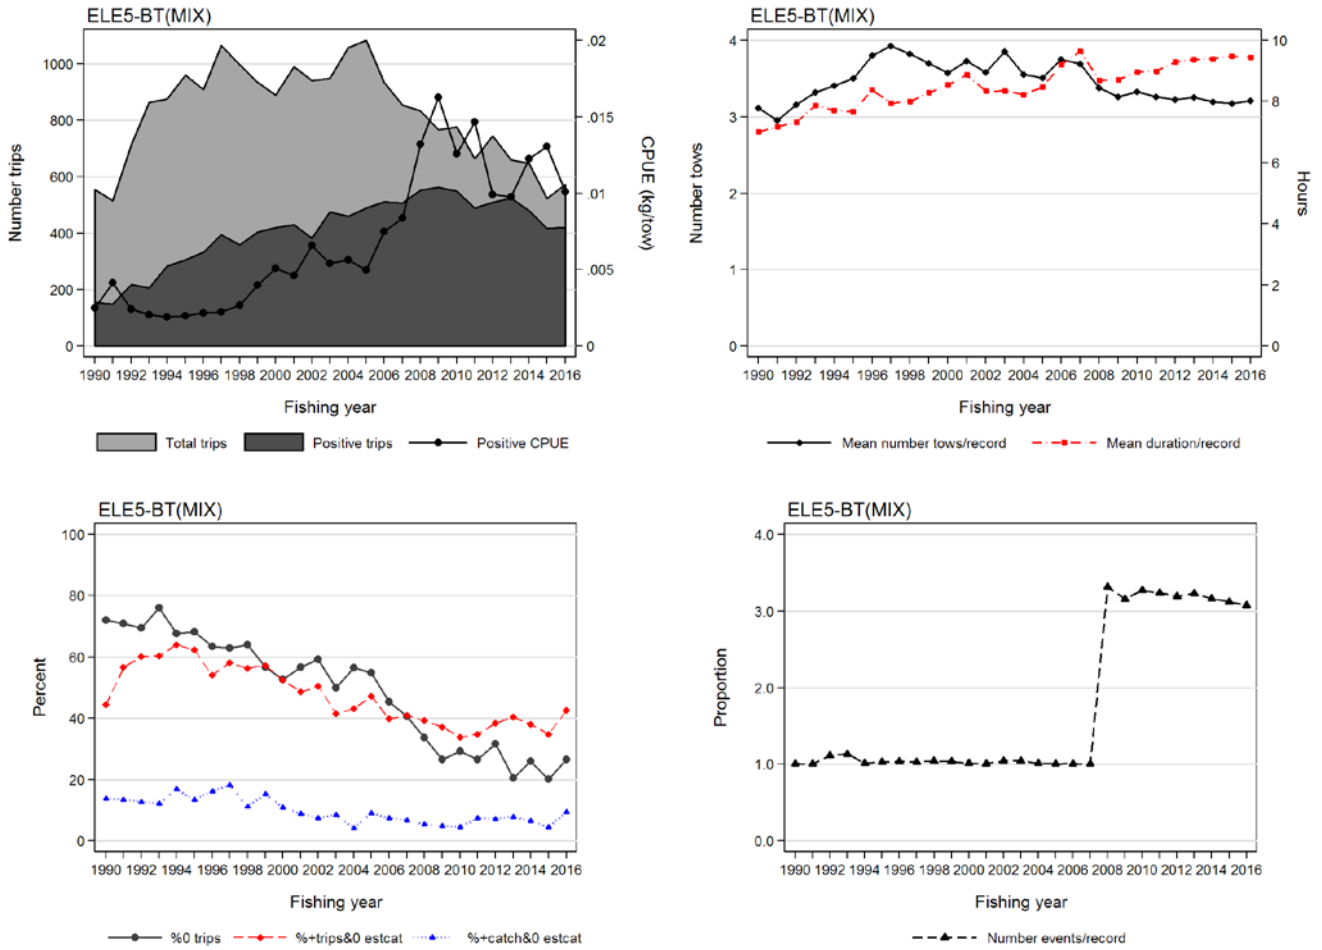 ELE5-BT(MIX)
1000
800
600
400
200
0
Number trips
.02
.015
.01
.005
0
CPUE (kg/tow)
1990 1992 1994 1996 1998 2000 2002 2004 2006 2008 2010 2012 2014 2016
Fishing year
Total trips Positive trips Positive CPUE
ELE5-BT(MIX)
4
3
2
1
0
Number tows
10
8
6
4
2
0
Hours
1990 1992 1994 1996 1998 2000 2002 2004 2006 2008 2010 2012 2014 2016
Fishing year
Mean number tows/record Mean duration/record
ELE5-BT(MIX)
100
80
60
40
20
0
Percent
1990 1992 1994 1996 1998 2000 2002 2004 2006 2008 2010 2012 2014 2016
Fishing year
%0 trips %+trips&0 estcat %+catch&0 estcat
ELE5-BT(MIX)
4.0
3.0
2.0
1.0
0.0
Proportion
1990 1992 1994 1996 1998 2000 2002 2004 2006 2008 2010 2012 2014 2016
Fishing year
Number events/record